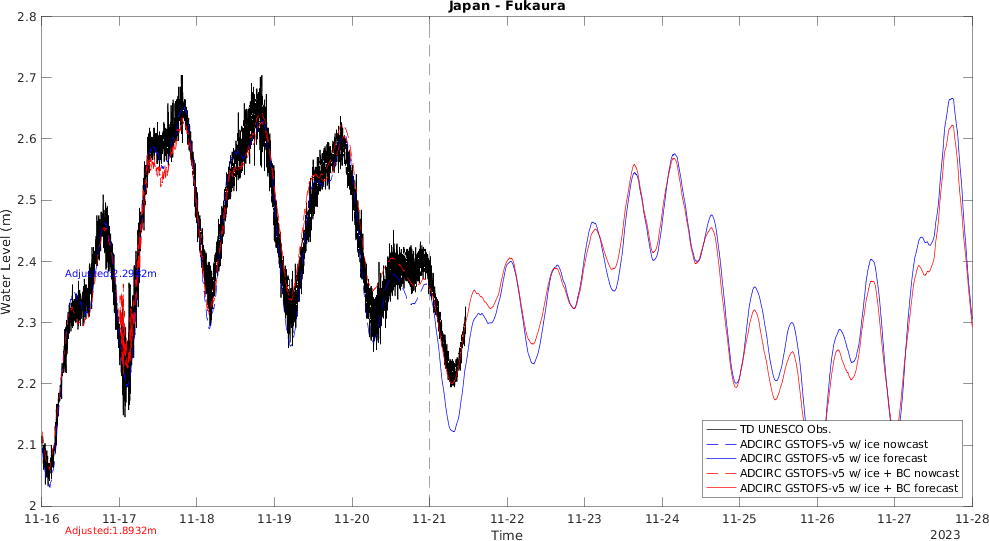 Japan - Fukaura
Water Level (m)
2.8
2.7
2.6
2.5
2.4
2.3
2.2
2.1
2
Adjusted:2.2942m
TD UNESCO Obs.
ADCIRC GSTOFS-v5 w/ ice nowcast
ADCIRC GSTOFS-v5 w/ ice forecast
ADCIRC GSTOFS-v5 w/ ice + BC nowcast
ADCIRC GSTOFS-v5 w/ ice + BC forecast
11-16 11-17 11-18 11-19 11-20 11-21 11-22 11-23 11-24 11-25 11-26 11-27 11-28
Adjusted:1.8932m
Time
2023